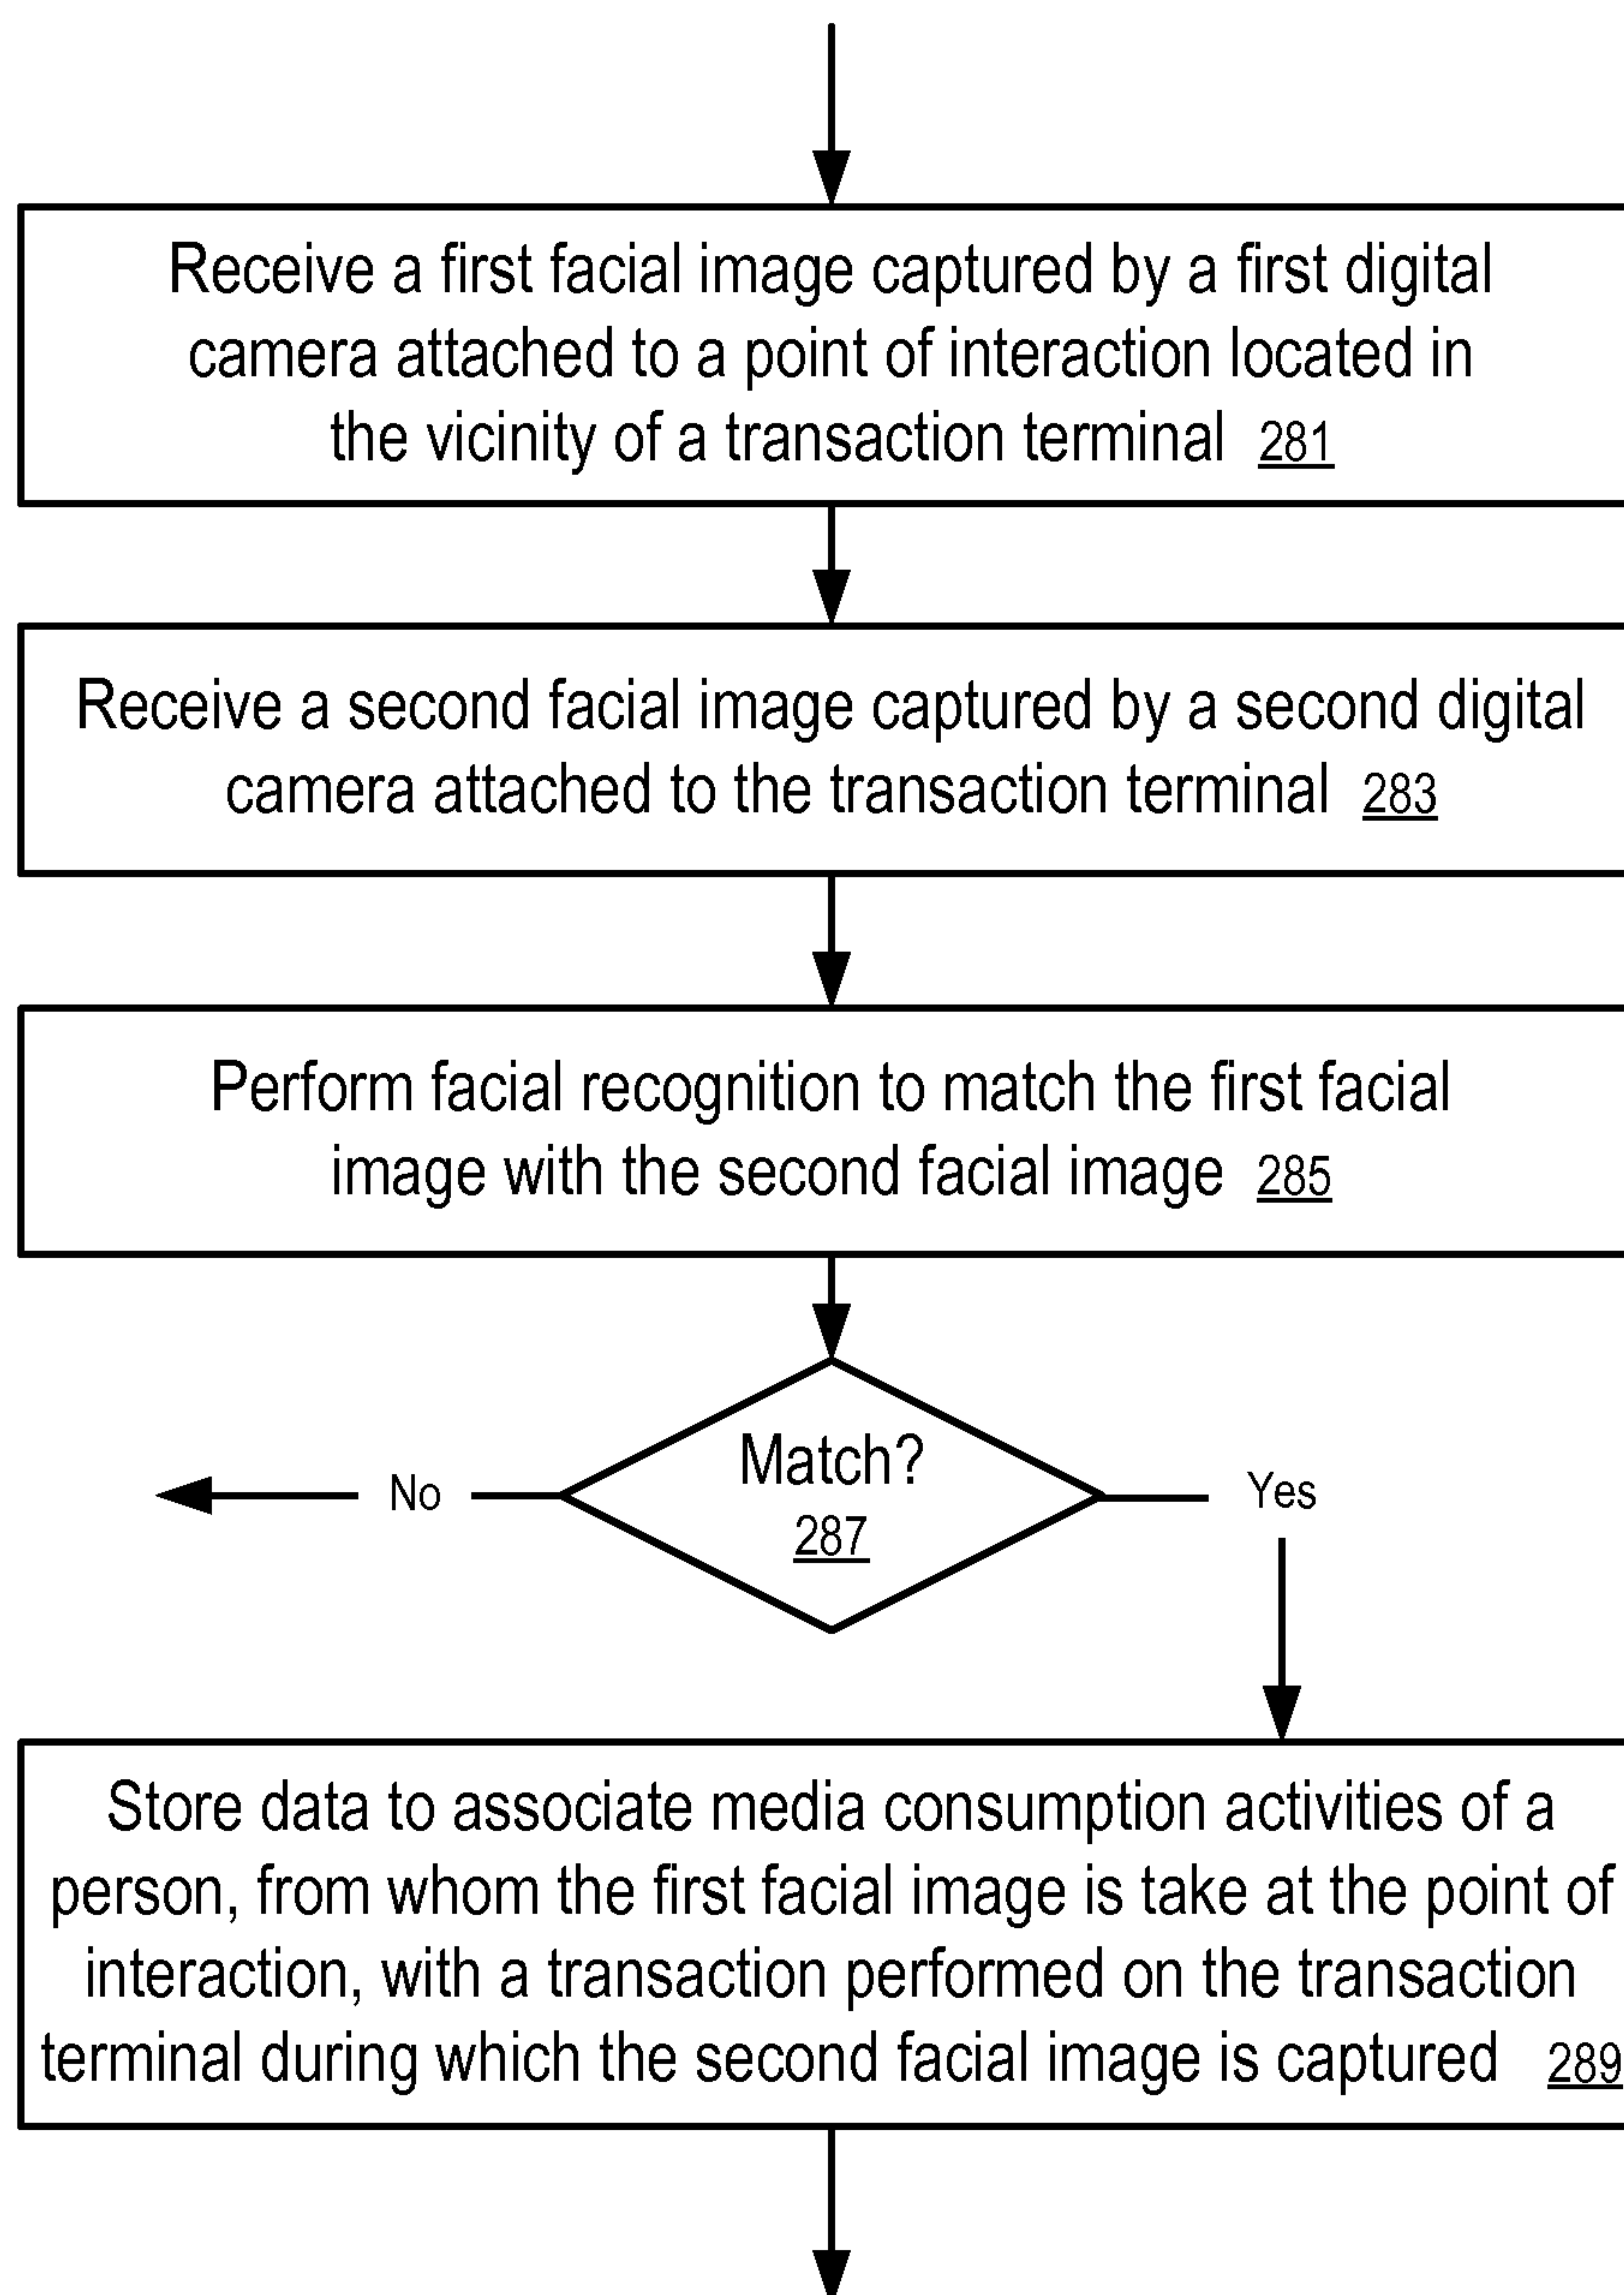 Receive a first facial image captured by a first digital
camera attached to a point of interaction located in
the vicinity of a transaction terminal 281
Receive a second facial image captured by a second digital
camera attached to the transaction terminal 283
Perform facial recognition to match the first facial
image with the second facial image 285
Match?
No
Yes
287
Store data to associate media consumption activities of a
person, from whom the first facial image is take at the point of
interaction, with a transaction performed on the transaction
terminal during which the second facial image is captured 289